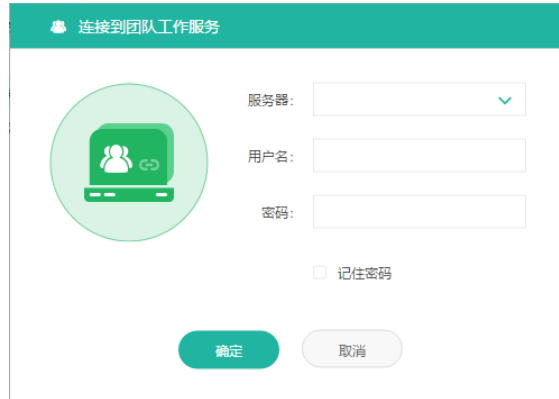 连接到团队工作服务
服务器：
用户名：
密码：
记住密码
确定
取消